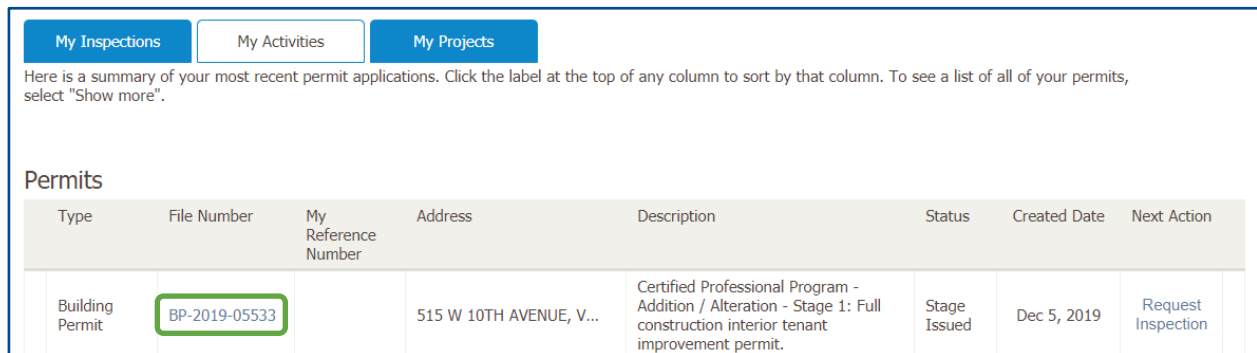 My Inspections
My Activities
My Projects
Here is a summary of your most recent permit applications. Click the label at the top of any column to sort by that column. To see a list of all of your permits,
select "Show more".
Permits
Type
File Number
My
Reference
Number
Address
Description
Status
Created Date
Next Action
Building
Permit
BP-2019-05533
515 W 10TH AVENUE, V...
Certified Professional Program -
Addition / Alteration - Stage 1: Full
construction interior tenant
improvement permit.
Stage
Issued
Dec 5, 2019
Request
Inspection